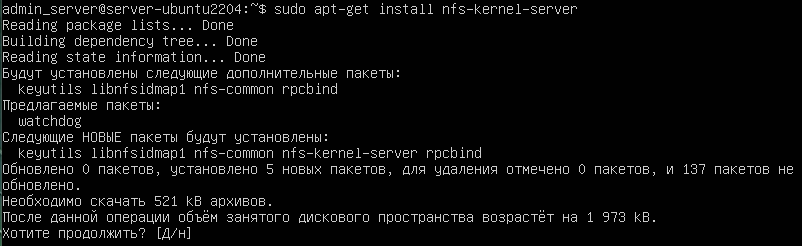 admin_server@server-ubuntu2204:~$ sudo apt-get install nfs-kernel-server
Reading package lists... Done
Building dependency tree... Done
Reading state information... Done
Будут установлены следующие дополнительные пакеты:
  keyutils libnfsidmap1 nfs-common rpcbind
Предлагаемые пакеты:
  watchdog
Следующие НОВЫЕ пакеты будут установлены:
  keyutils libnfsidmap1 nfs-common nfs-kernel-server rpcbind
Обновлено 0 пакетов, установлено 5 новых пакетов, для удаления отмечено 0 пакетов, и 137 пакетов не
обновлено.
Необходимо скачать 521 kB архивов.
После данной операции объём занятого дискового пространства возрастёт на 1 973 kB.
Хотите продолжить? [Д/н]